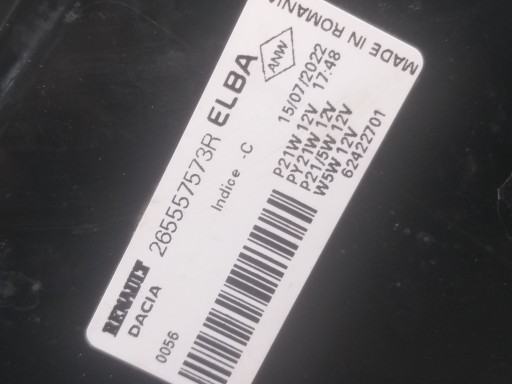 RENAULT
DACIA
265557573R ELBA
ANW
MADE IN ROMANIA
0056
Indice -C
15/07/2022
17:48
P21W 12V
PY21W 12V
P21/5W 12V
W5W 12V
62422701